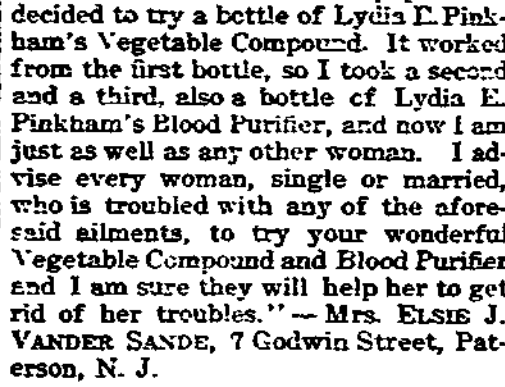 decided to try a bottle of Lydia E. Pink-
ham's Vegetable Compound. It worked
from the first bottle, so I took a second
and a third, also a bottle of Lydia E.
Pinkham's Blood Purifier, and now I am
just as well as any other woman. I ad-
vise every woman, single or married,
who is troubled with any of the afore-
said ailments, to try your wonderful
Vegetable Compound and Blood Purifier
and I am sure they will help her to get
rid of her troubles."—MRS. ELSIE J.
VANDER SANDE, 7 Godwin Street, Pat-
erson, N. J.